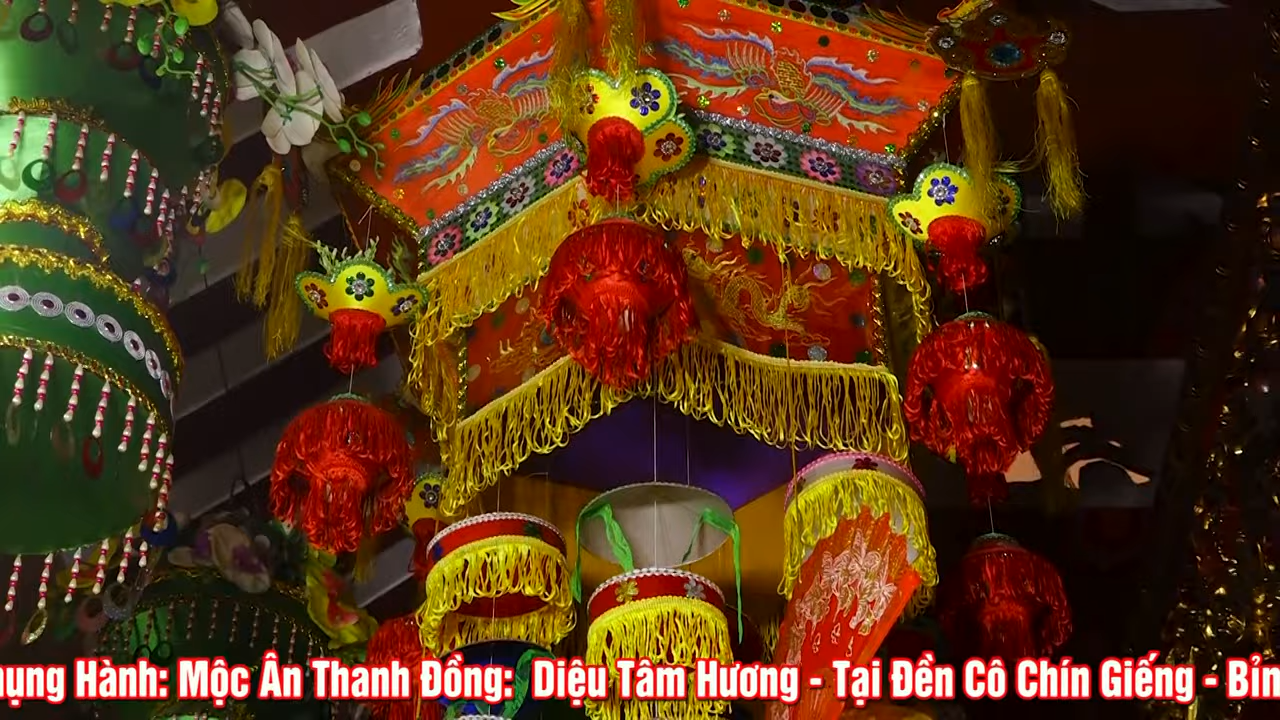 Hành: Mộc Ân Thanh Đồng: Diệu Tâm Hương - Tại Đền Cô Chín Giếng -